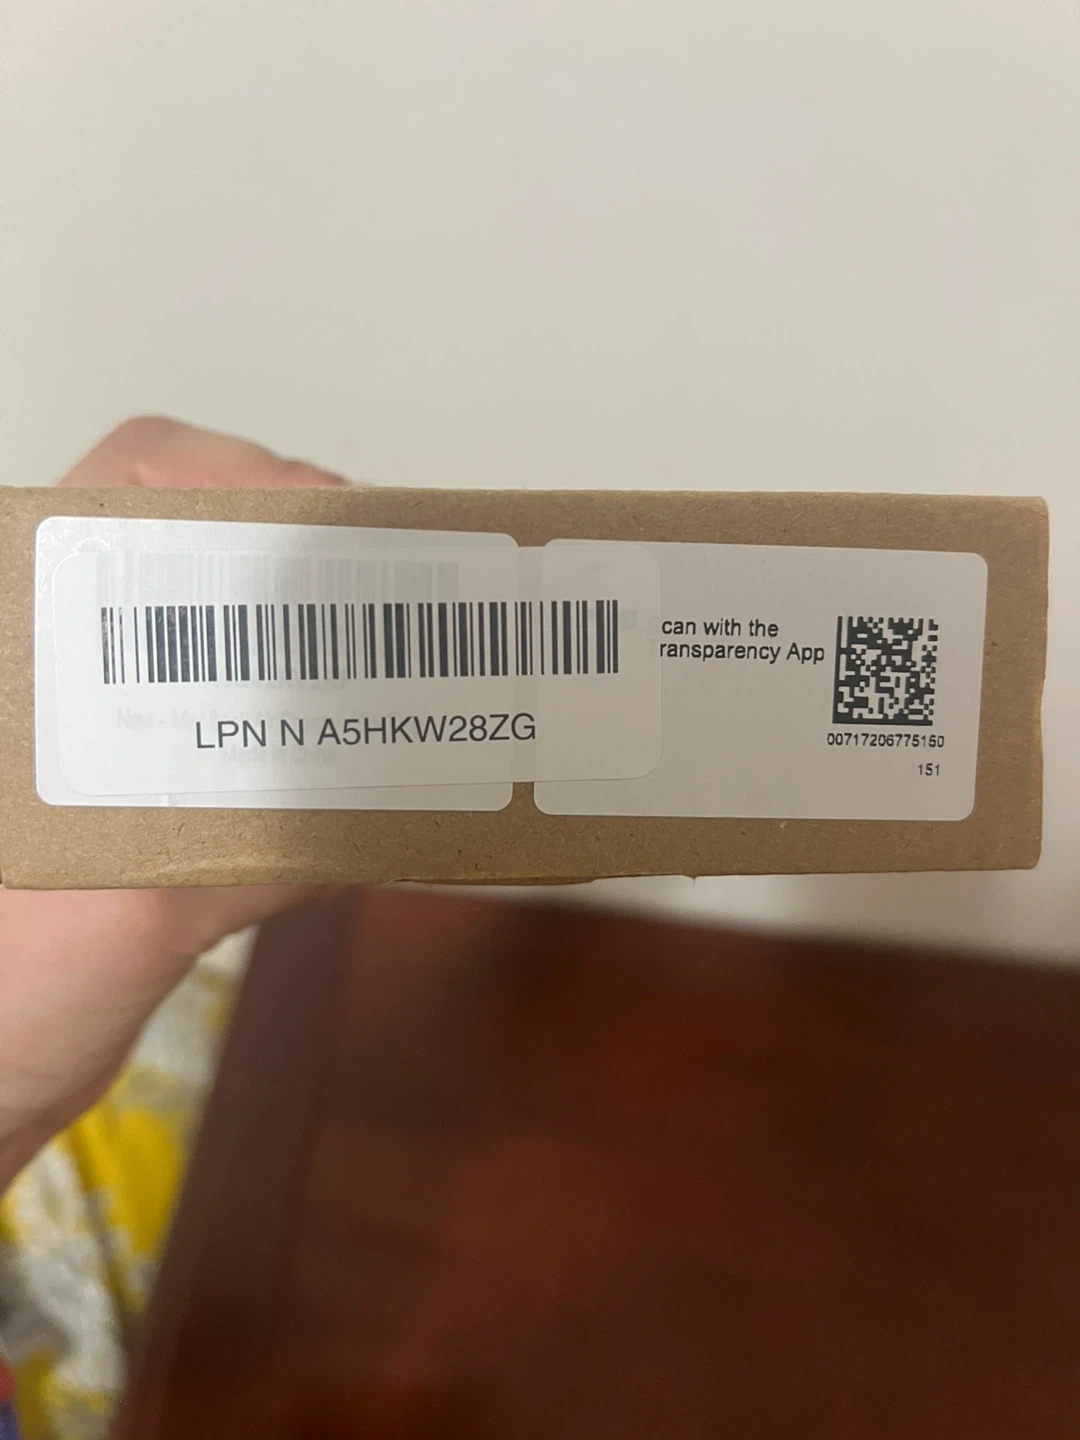 LPN N A5HKW28ZG
can with the
ransparency App
00717206775150
151